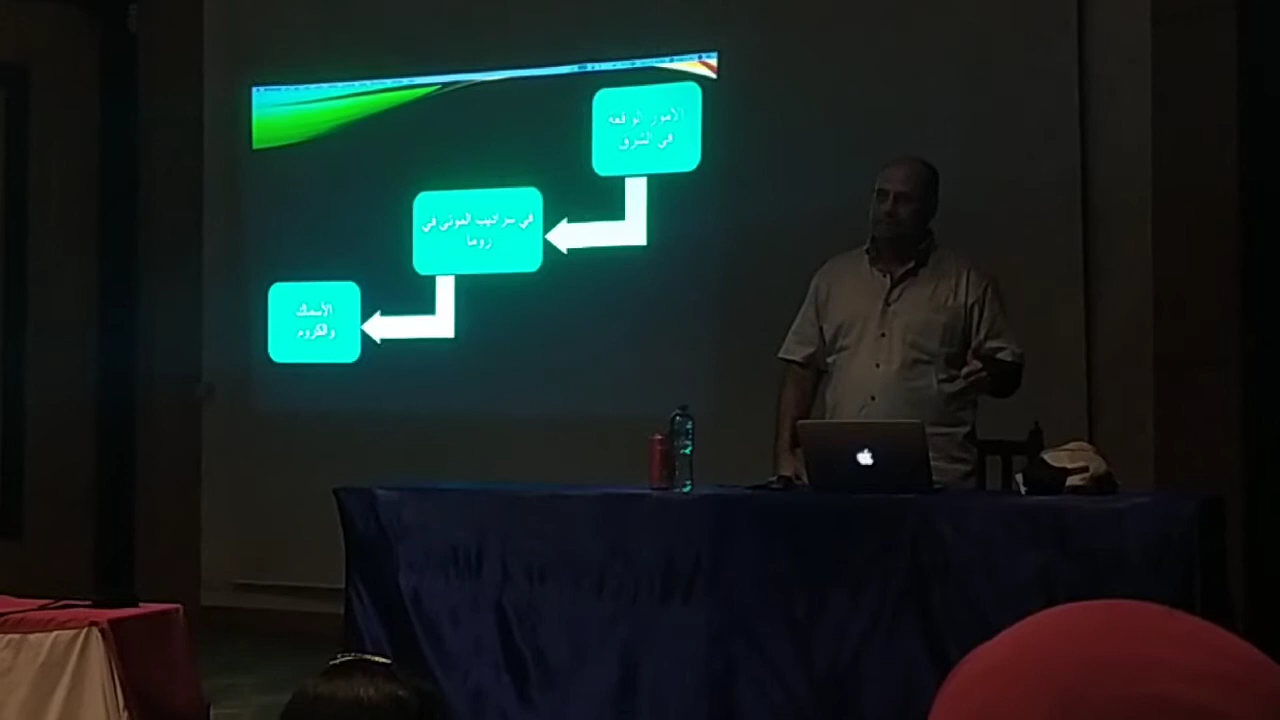 الأمور الواقعة
في الشرق
في سراديب الموتى في
روما
الأسماك
والكروم